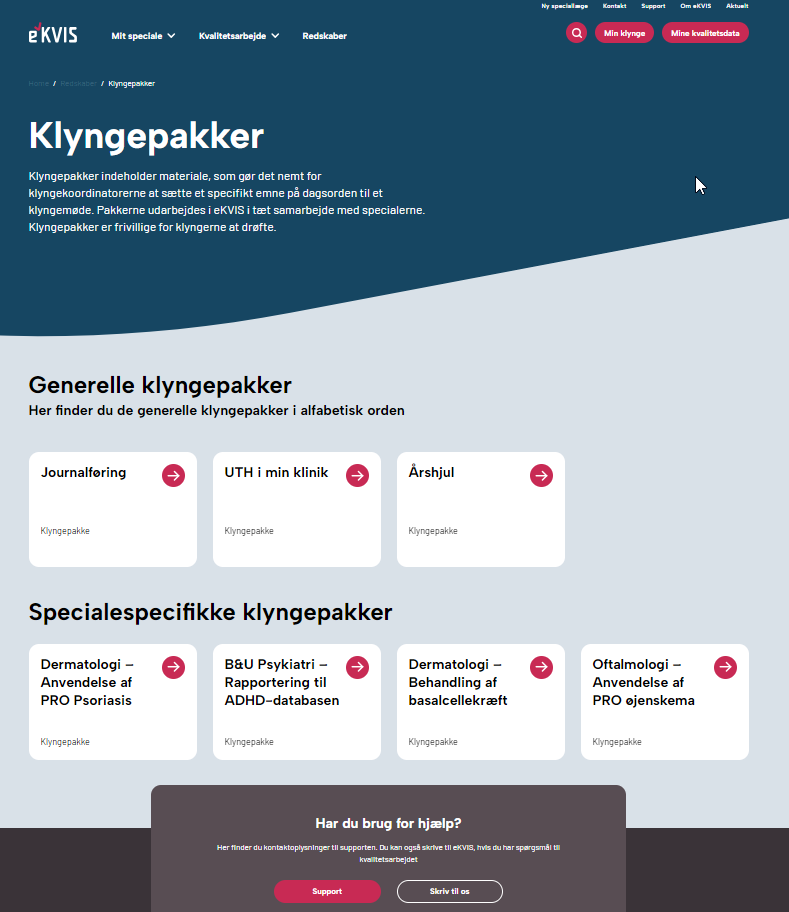 Ny speciallæge Kontakt Support Om eKVIS Aktuelt
eKVIS Mit speciale Kvalitetsarbejde Redskaber Min klynge Mine kvalitetsdata
Home / Redskaber / Klyngepakker
Klyngepakker
Klyngepakker indeholder materiale, som gør det nemt for
klyngekoordinatorerne at sætte et specifikt emne på dagsorden til et
klyngemøde. Pakkerne udarbejdes i eKVIS i tæt samarbejde med specialerne.
Klyngepakker er frivillige for klyngerne at drøfte.
Generelle klyngepakker
Her finder du de generelle klyngepakker i alfabetisk orden
Journalføring
Klyngepakke
UTH i min klinik
Klyngepakke
Årshjul
Klyngepakke
Specialespecifikke klyngepakker
Dermatologi –
Anvendelse af
PRO Psoriasis
Klyngepakke
B&U Psykiatri –
Rapportering til
ADHD-databasen
Klyngepakke
Dermatologi –
Behandling af
basalcellekræft
Klyngepakke
Oftalmologi –
Anvendelse af
PRO øjenskema
Klyngepakke
Har du brug for hjælp?
Her finder du kontaktoplysninger til supporten. Du kan også skrive til eKVIS, hvis du har spørgsmål til
kvalitetsarbejdet
Support Skriv til os